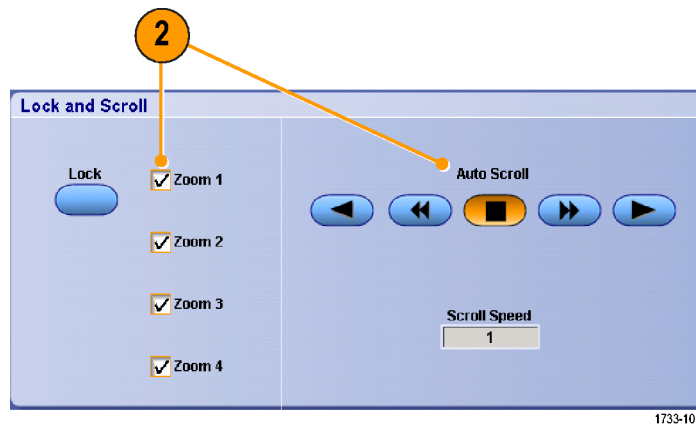 2
Lock and Scroll
Lock
Zoom 1
Auto Scroll
Zoom 2
Zoom 3
Scroll Speed
1
Zoom 4
1733-10